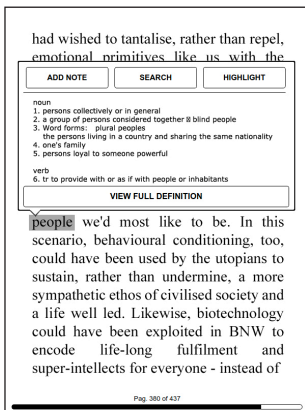 had wished to tantalise, rather than repel,
emotional primitives like us with the
ADD NOTE SEARCH HIGHLIGHT
noun
1. persons collectively or in general
2. a group of persons considered together ⊠ blind people
3. Word forms: plural peoples
the persons living in a country and sharing the same nationality
4. one's family
5. persons loyal to someone powerful
verb
6. tr to provide with or as if with people or inhabitants
VIEW FULL DEFINITION
people we'd most like to be. In this
scenario, behavioural conditioning, too,
could have been used by the utopians to
sustain, rather than undermine, a more
sympathetic ethos of civilised society and
a life well led. Likewise, biotechnology
could have been exploited in BNW to
encode life-long fulfilment and
super-intellects for everyone - instead of
Pag. 380 of 437